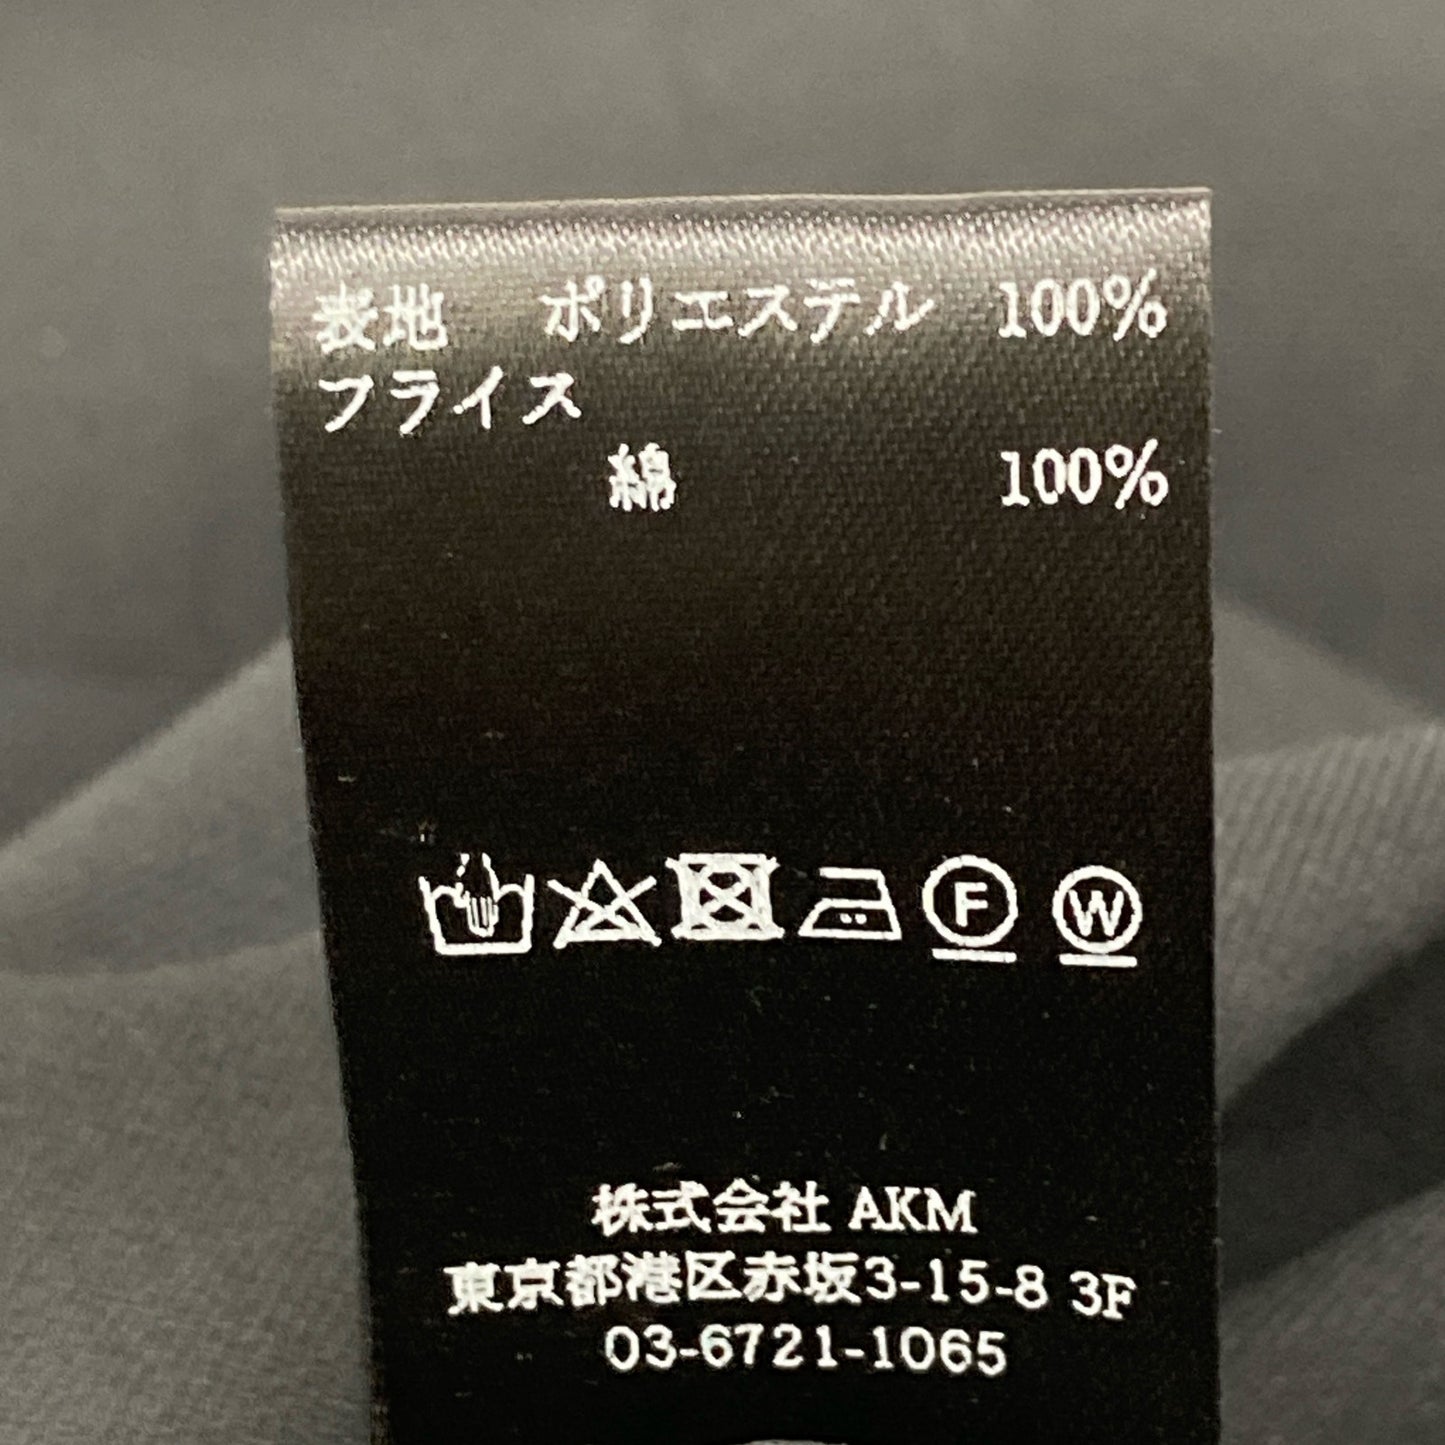 表地 ポリエステル 100%
フライス
綿 100%
F W
株式会社 AKM
東京都港区赤坂3-15-8 3F
03-6721-1065